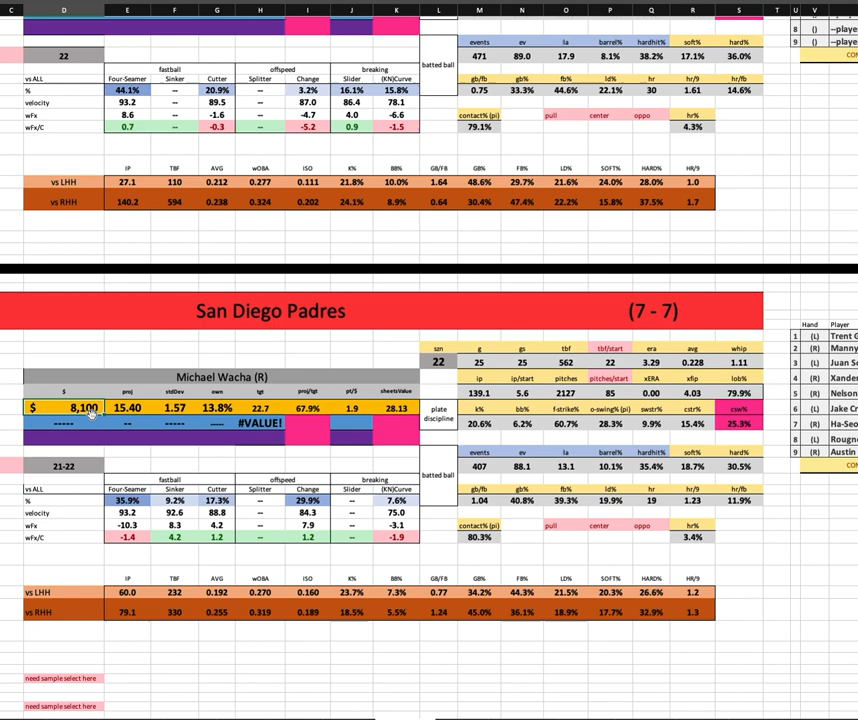 C D E F G H I J K L M N O P Q R S T U V W
8 () --playe
9 () --playe
22
events ev la barrel% hardhit% soft% hard%
471 89.0 17.9 8.1% 38.2% 17.1% 36.0%
batted ball
fastball offspeed breaking
vs ALL Four-Seamer Sinker Cutter Splitter Change Slider (KN)Curve
gb/fb gb% fb% ld% hr hr/9 hr/fb
% 44.1% -- 20.9% -- 3.2% 16.1% 15.8%
0.75 33.3% 44.6% 22.1% 30 1.61 14.6%
velocity 93.2 -- 89.5 -- 87.0 86.4 78.1
wFx 8.6 -- -1.6 -- -4.7 4.0 -6.6
contact% (pi) pull center oppo hr%
wFx/C 0.7 -- -0.3 -- -5.2 0.9 -1.5
79.1% 4.3%
IP TBF AVG wOBA ISO K% BB% GB/FB GB% FB% LD% SOFT% HARD% HR/9
vs LHH 27.1 110 0.212 0.277 0.111 21.8% 10.0% 1.64 48.6% 29.7% 21.6% 24.0% 28.0% 1.0
vs RHH 140.2 594 0.238 0.324 0.202 24.1% 8.9% 0.64 30.4% 47.4% 22.2% 15.8% 37.5% 1.7
San Diego Padres (7 - 7)
Hand Player
1 (L) Trent G
2 (R) Manny
3 (L) Juan S
4 (R) Xande
5 (R) Nelson
6 (L) Jake C
7 (R) Ha-Seo
8 (L) Rougne
9 (R) Austin
szn g gs tbf tbf/start era avg whip
22 25 25 562 22 3.29 0.228 1.11
Michael Wacha (R)
ip ip/start pitches pitches/start xERA xfip lob%
$ proj stdDev own tgt proj/tgt pt/$ sheetsValue
139.1 5.6 2127 85 0.00 4.03 79.9%
$ 8,100 15.40 1.57 13.8% 22.7 67.9% 1.9 28.13
plate discipline
k% bb% f-strike% o-swing% (pi) swstr% cstr% csw%
----- -- ----- ---- #VALUE!
20.6% 6.2% 60.7% 28.3% 9.9% 15.4% 25.3%
events ev la barrel% hardhit% soft% hard%
21-22
407 88.1 13.1 10.1% 35.4% 18.7% 30.5%
batted ball
fastball offspeed breaking
vs ALL Four-Seamer Sinker Cutter Splitter Change Slider (KN)Curve
gb/fb gb% fb% ld% hr hr/9 hr/fb
% 35.9% 9.2% 17.3% -- 29.9% -- 7.6%
1.04 40.8% 39.3% 19.9% 19 1.23 11.9%
velocity 93.2 92.6 88.8 -- 84.3 -- 75.0
wFx -10.3 8.3 4.2 -- 7.9 -- -3.1
contact% (pi) pull center oppo hr%
wFx/C -1.4 4.2 1.2 -- 1.2 -- -1.9
80.3% 3.4%
IP TBF AVG wOBA ISO K% BB% GB/FB GB% FB% LD% SOFT% HARD% HR/9
vs LHH 60.0 232 0.192 0.270 0.160 23.7% 7.3% 0.77 34.2% 44.3% 21.5% 20.3% 26.6% 1.2
vs RHH 79.1 330 0.255 0.319 0.189 18.5% 5.5% 1.24 45.0% 36.1% 18.9% 17.7% 32.9% 1.3
need sample select here
need sample select here